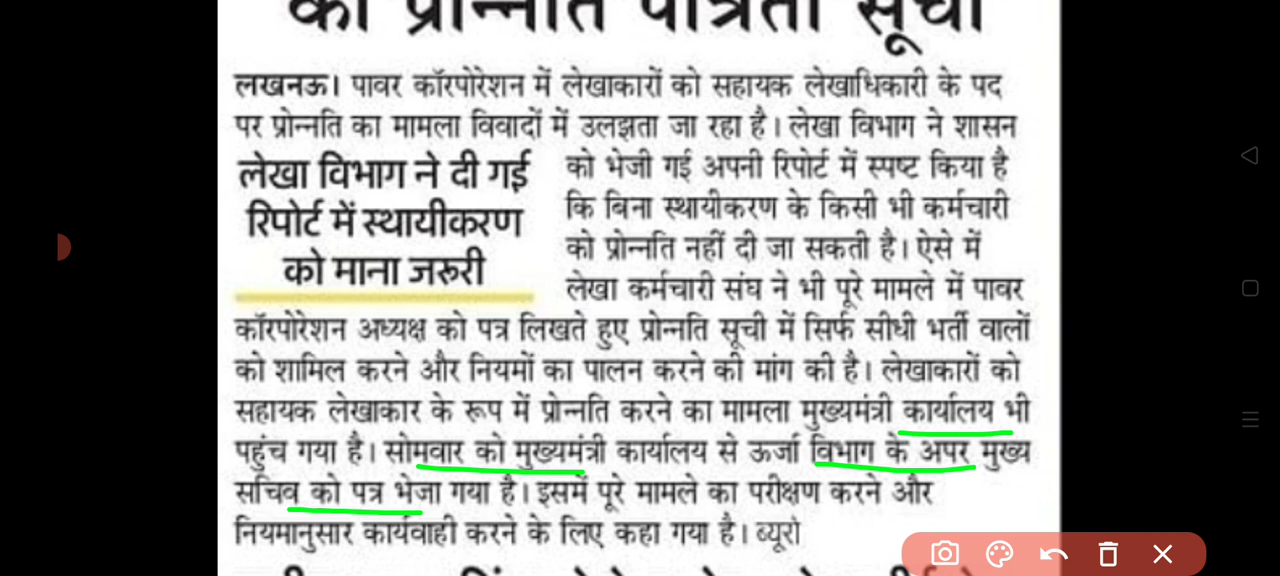 की प्रोन्नति पात्रता सूची
लखनऊ। पावर कॉरपोरेशन में लेखाकारों को सहायक लेखाधिकारी के पद
पर प्रोन्नति का मामला विवादों में उलझता जा रहा है। लेखा विभाग ने शासन
लेखा विभाग ने दी गई
रिपोर्ट में स्थायीकरण
को माना जरूरी
को भेजी गई अपनी रिपोर्ट में स्पष्ट किया है
कि बिना स्थायीकरण के किसी भी कर्मचारी
को प्रोन्नति नहीं दी जा सकती है। ऐसे में
लेखा कर्मचारी संघ ने भी पूरे मामले में पावर
कॉरपोरेशन अध्यक्ष को पत्र लिखते हुए प्रोन्नति सूची में सिर्फ सीधी भर्ती वालों
को शामिल करने और नियमों का पालन करने की मांग की है। लेखाकारों को
सहायक लेखाकार के रूप में प्रोन्नति करने का मामला मुख्यमंत्री कार्यालय भी
पहुंच गया है। सोमवार को मुख्यमंत्री कार्यालय से ऊर्जा विभाग के अपर मुख्य
सचिव को पत्र भेजा गया है। इसमें पूरे मामले का परीक्षण करने और
नियमानुसार कार्यवाही करने के लिए कहा गया है। ब्यूरो